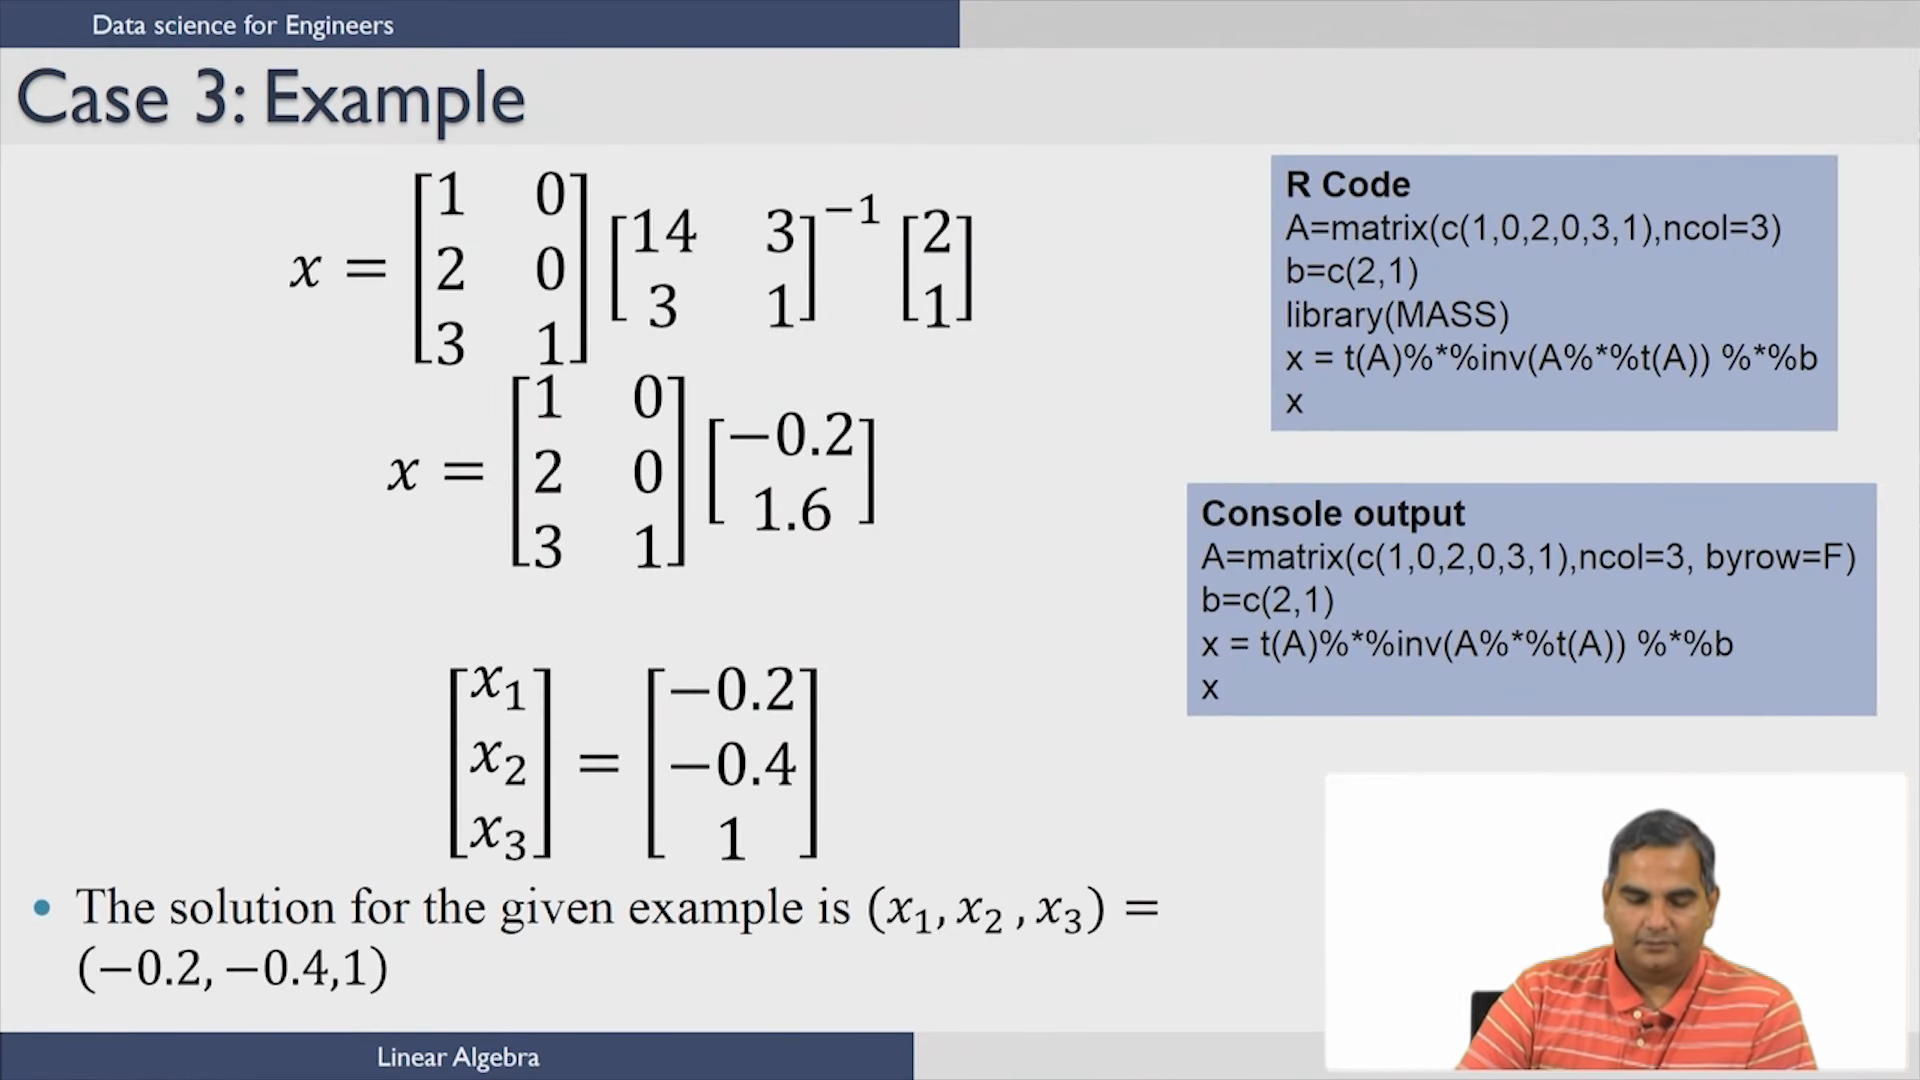 Data science for Engineers
Case 3: Example
x = [1 0; 2 0; 3 1] [14 3; 3 1]⁻¹ [2; 1]
x = [1 0; 2 0; 3 1] [−0.2; 1.6]
[x₁; x₂; x₃] = [−0.2; −0.4; 1]
• The solution for the given example is (x₁, x₂ , x₃) =
(−0.2, −0.4,1)
R Code
A=matrix(c(1,0,2,0,3,1),ncol=3)
b=c(2,1)
library(MASS)
x = t(A)%*%inv(A%*%t(A)) %*%b
x
Console output
A=matrix(c(1,0,2,0,3,1),ncol=3, byrow=F)
b=c(2,1)
x = t(A)%*%inv(A%*%t(A)) %*%b
x
Linear Algebra